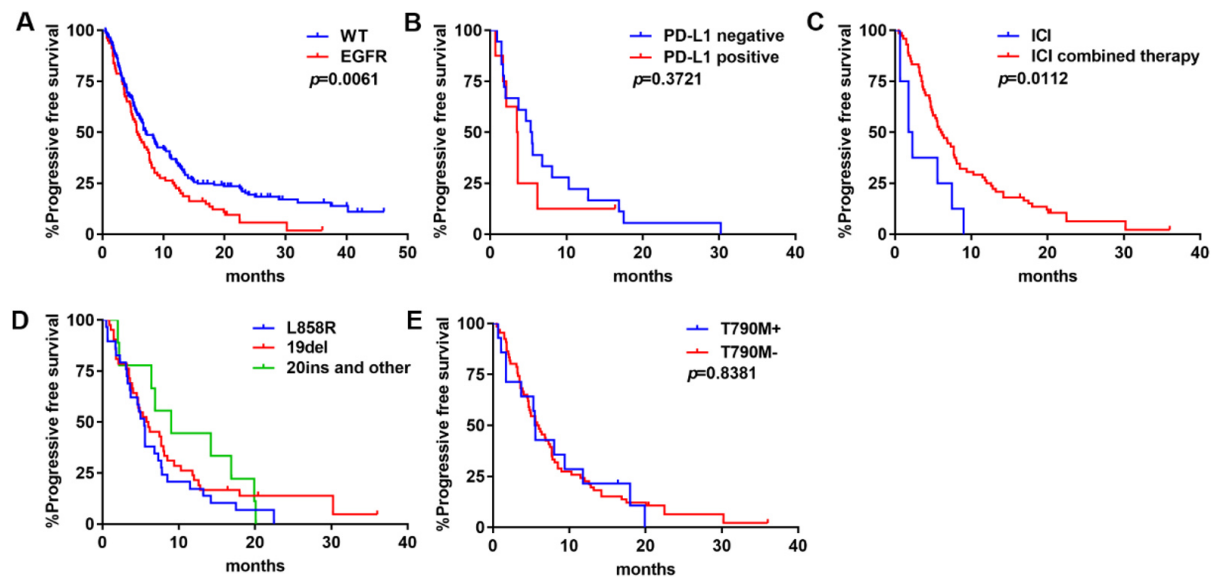 A
%Progressive free survival
100
75
50
25
0
WT
EGFR
p=0.0061
0 10 20 30 40 50
months
B
%Progressive free survival
100
75
50
25
0
PD-L1 negative
PD-L1 positive
p=0.3721
0 10 20 30 40
months
C
%Progressive free survival
100
75
50
25
0
ICI
ICI combined therapy
p=0.0112
0 10 20 30 40
months
D
%Progressive free survival
100
75
50
25
0
L858R
19del
20ins and other
0 10 20 30 40
months
E
%Progressive free survival
100
75
50
25
0
T790M+
T790M-
p=0.8381
0 10 20 30 40
months